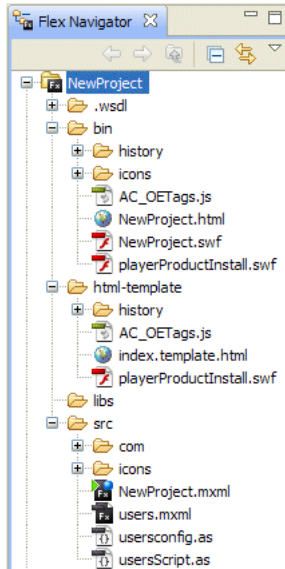 Flex Navigator
NewProject
.wsdl
bin
history
icons
AC_OETags.js
NewProject.html
NewProject.swf
playerProductInstall.swf
html-template
history
AC_OETags.js
index.template.html
playerProductInstall.swf
libs
src
com
icons
NewProject.mxml
users.mxml
usersconfig.as
usersScript.as